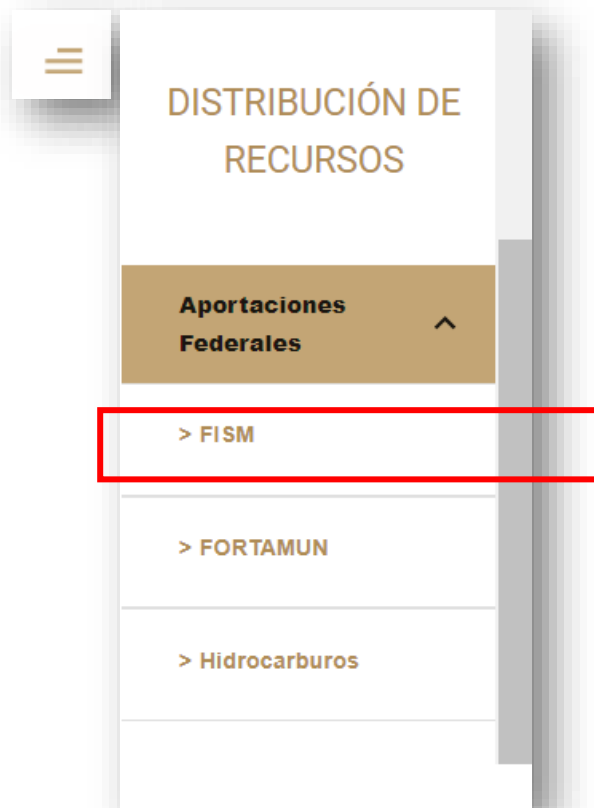 DISTRIBUCIÓN DE
RECURSOS
Aportaciones
Federales
> FISM
> FORTAMUN
> Hidrocarburos